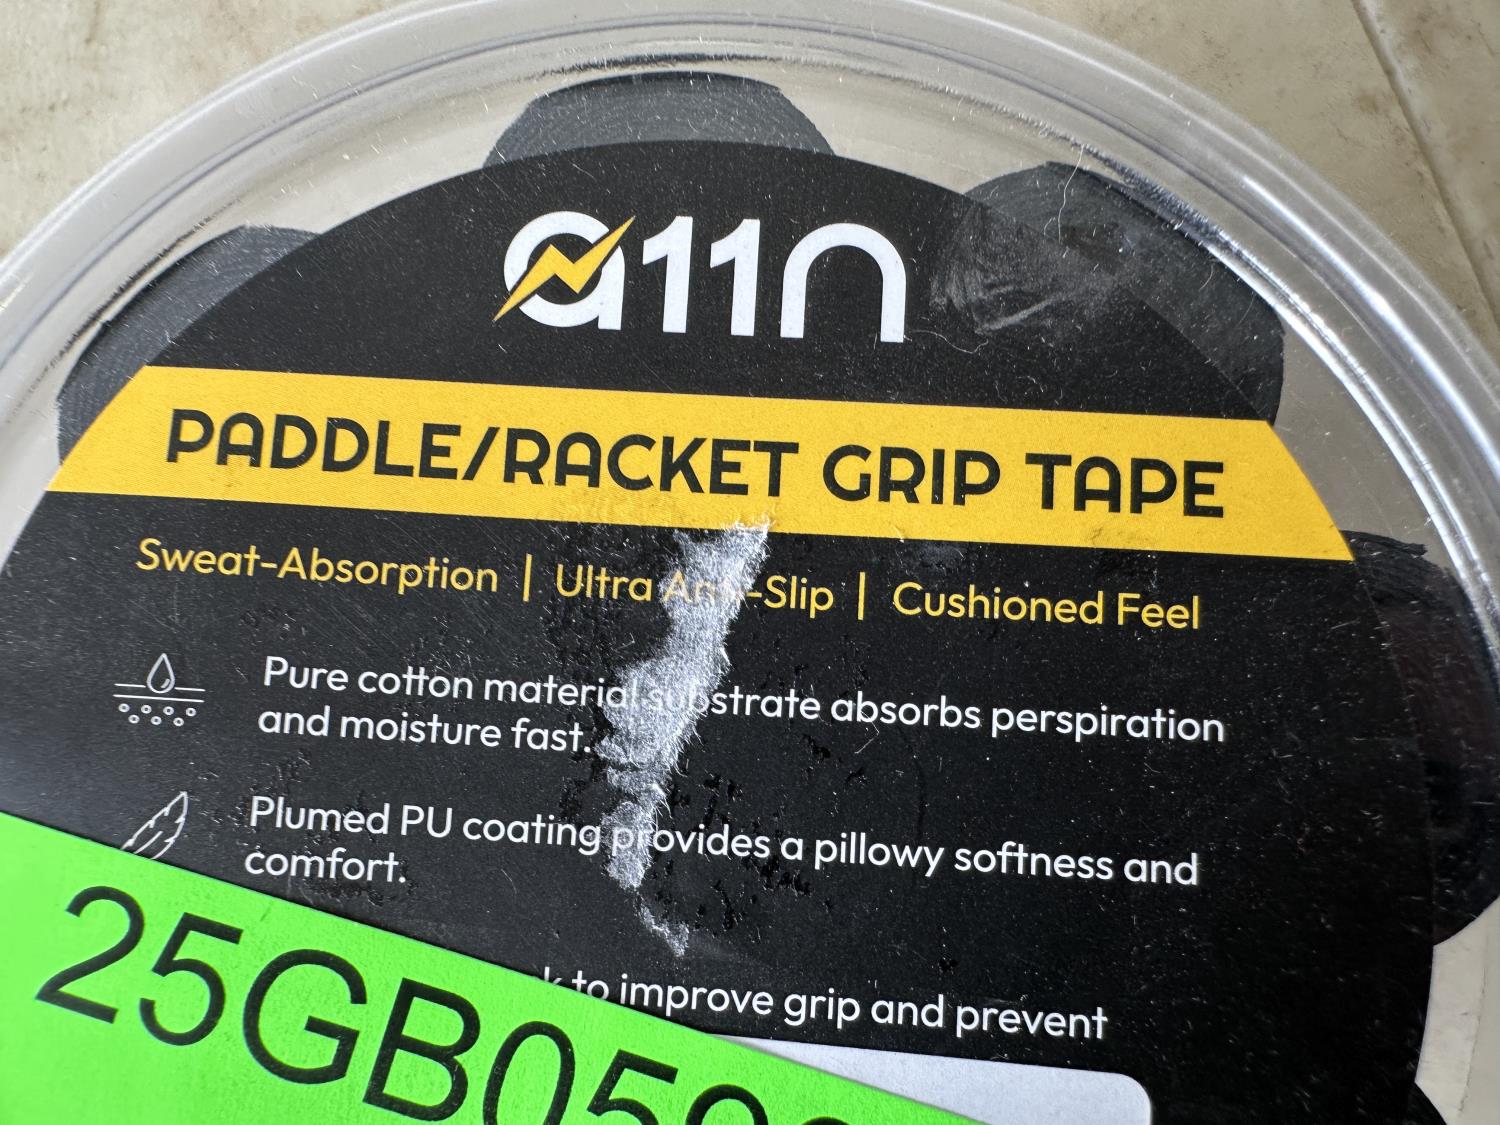 a11n
PADDLE/RACKET GRIP TAPE
Sweat-Absorption | Ultra Anti-Slip | Cushioned Feel
Pure cotton material substrate absorbs perspiration
and moisture fast.
Plumed PU coating provides a pillowy softness and
comfort.
to improve grip and prevent
25GB05